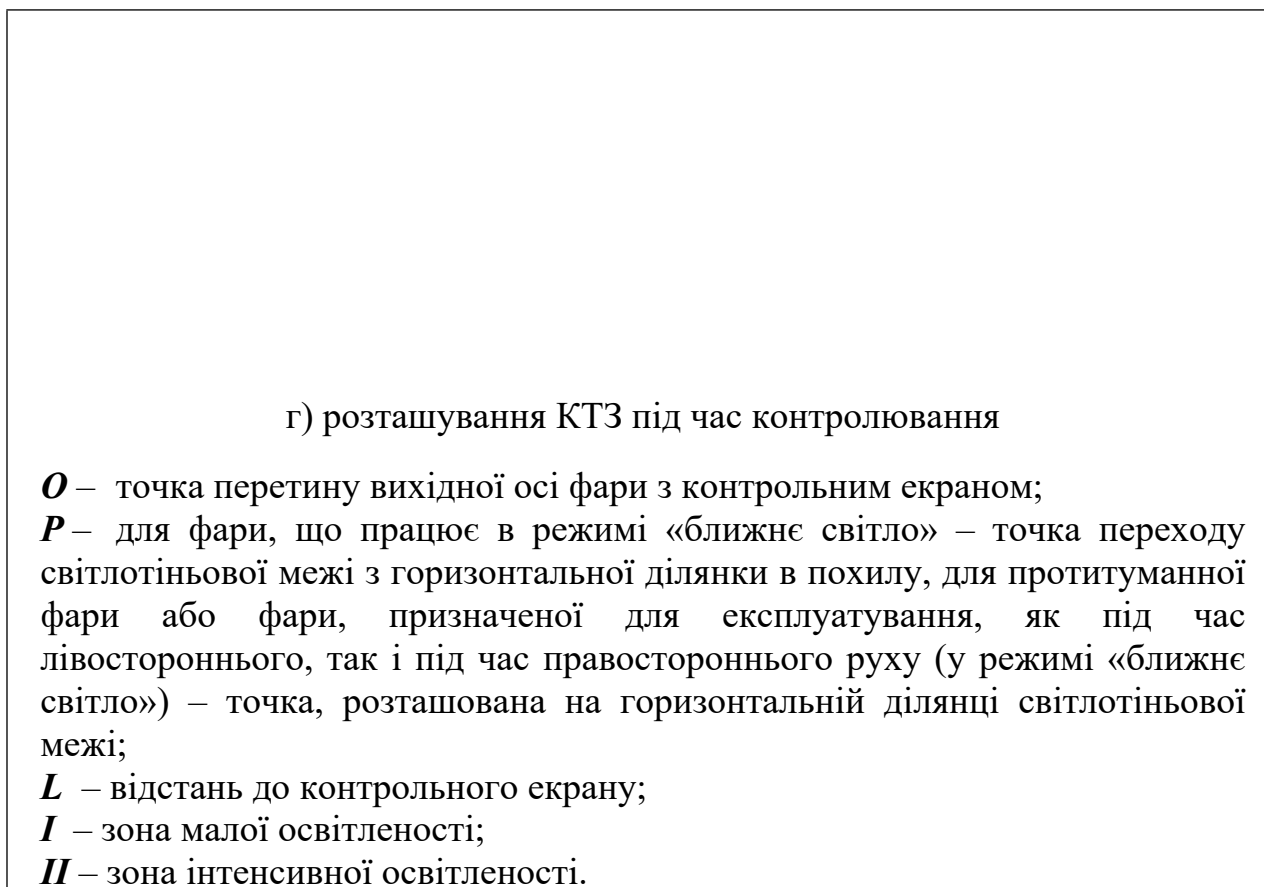 г) розташування КТЗ під час контролювання
O – точка перетину вихідної осі фари з контрольним екраном;
P – для фари, що працює в режимі «ближнє світло» – точка переходу
світлотіньової межі з горизонтальної ділянки в похилу, для протитуманної
фари або фари, призначеної для експлуатування, як під час
лівостороннього, так і під час правостороннього руху (у режимі «ближнє
світло») – точка, розташована на горизонтальній ділянці світлотіньової
межі;
L – відстань до контрольного екрану;
I – зона малої освітленості;
II – зона інтенсивної освітленості.